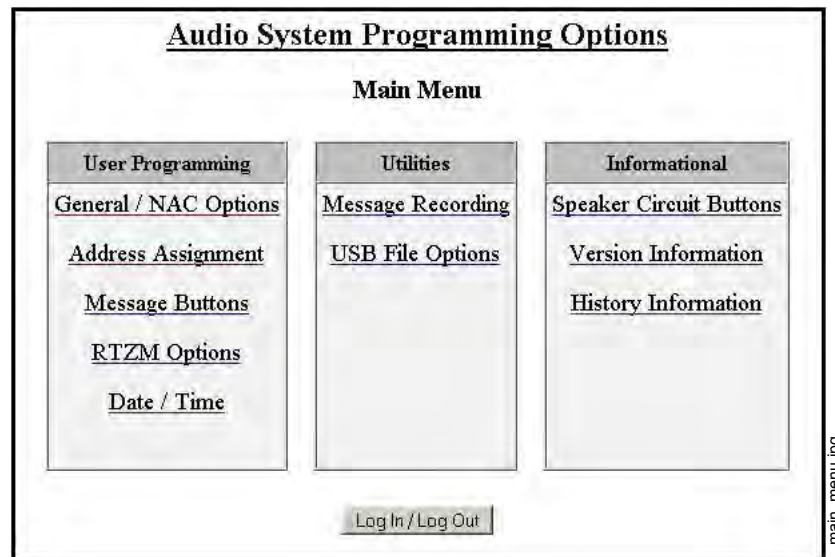 Audio System Programming Options
Main Menu
User Programming
General / NAC Options
Address Assignment
Message Buttons
RTZM Options
Date / Time
Utilities
Message Recording
USB File Options
Informational
Speaker Circuit Buttons
Version Information
History Information
Log In / Log Out
main_menu.jpg